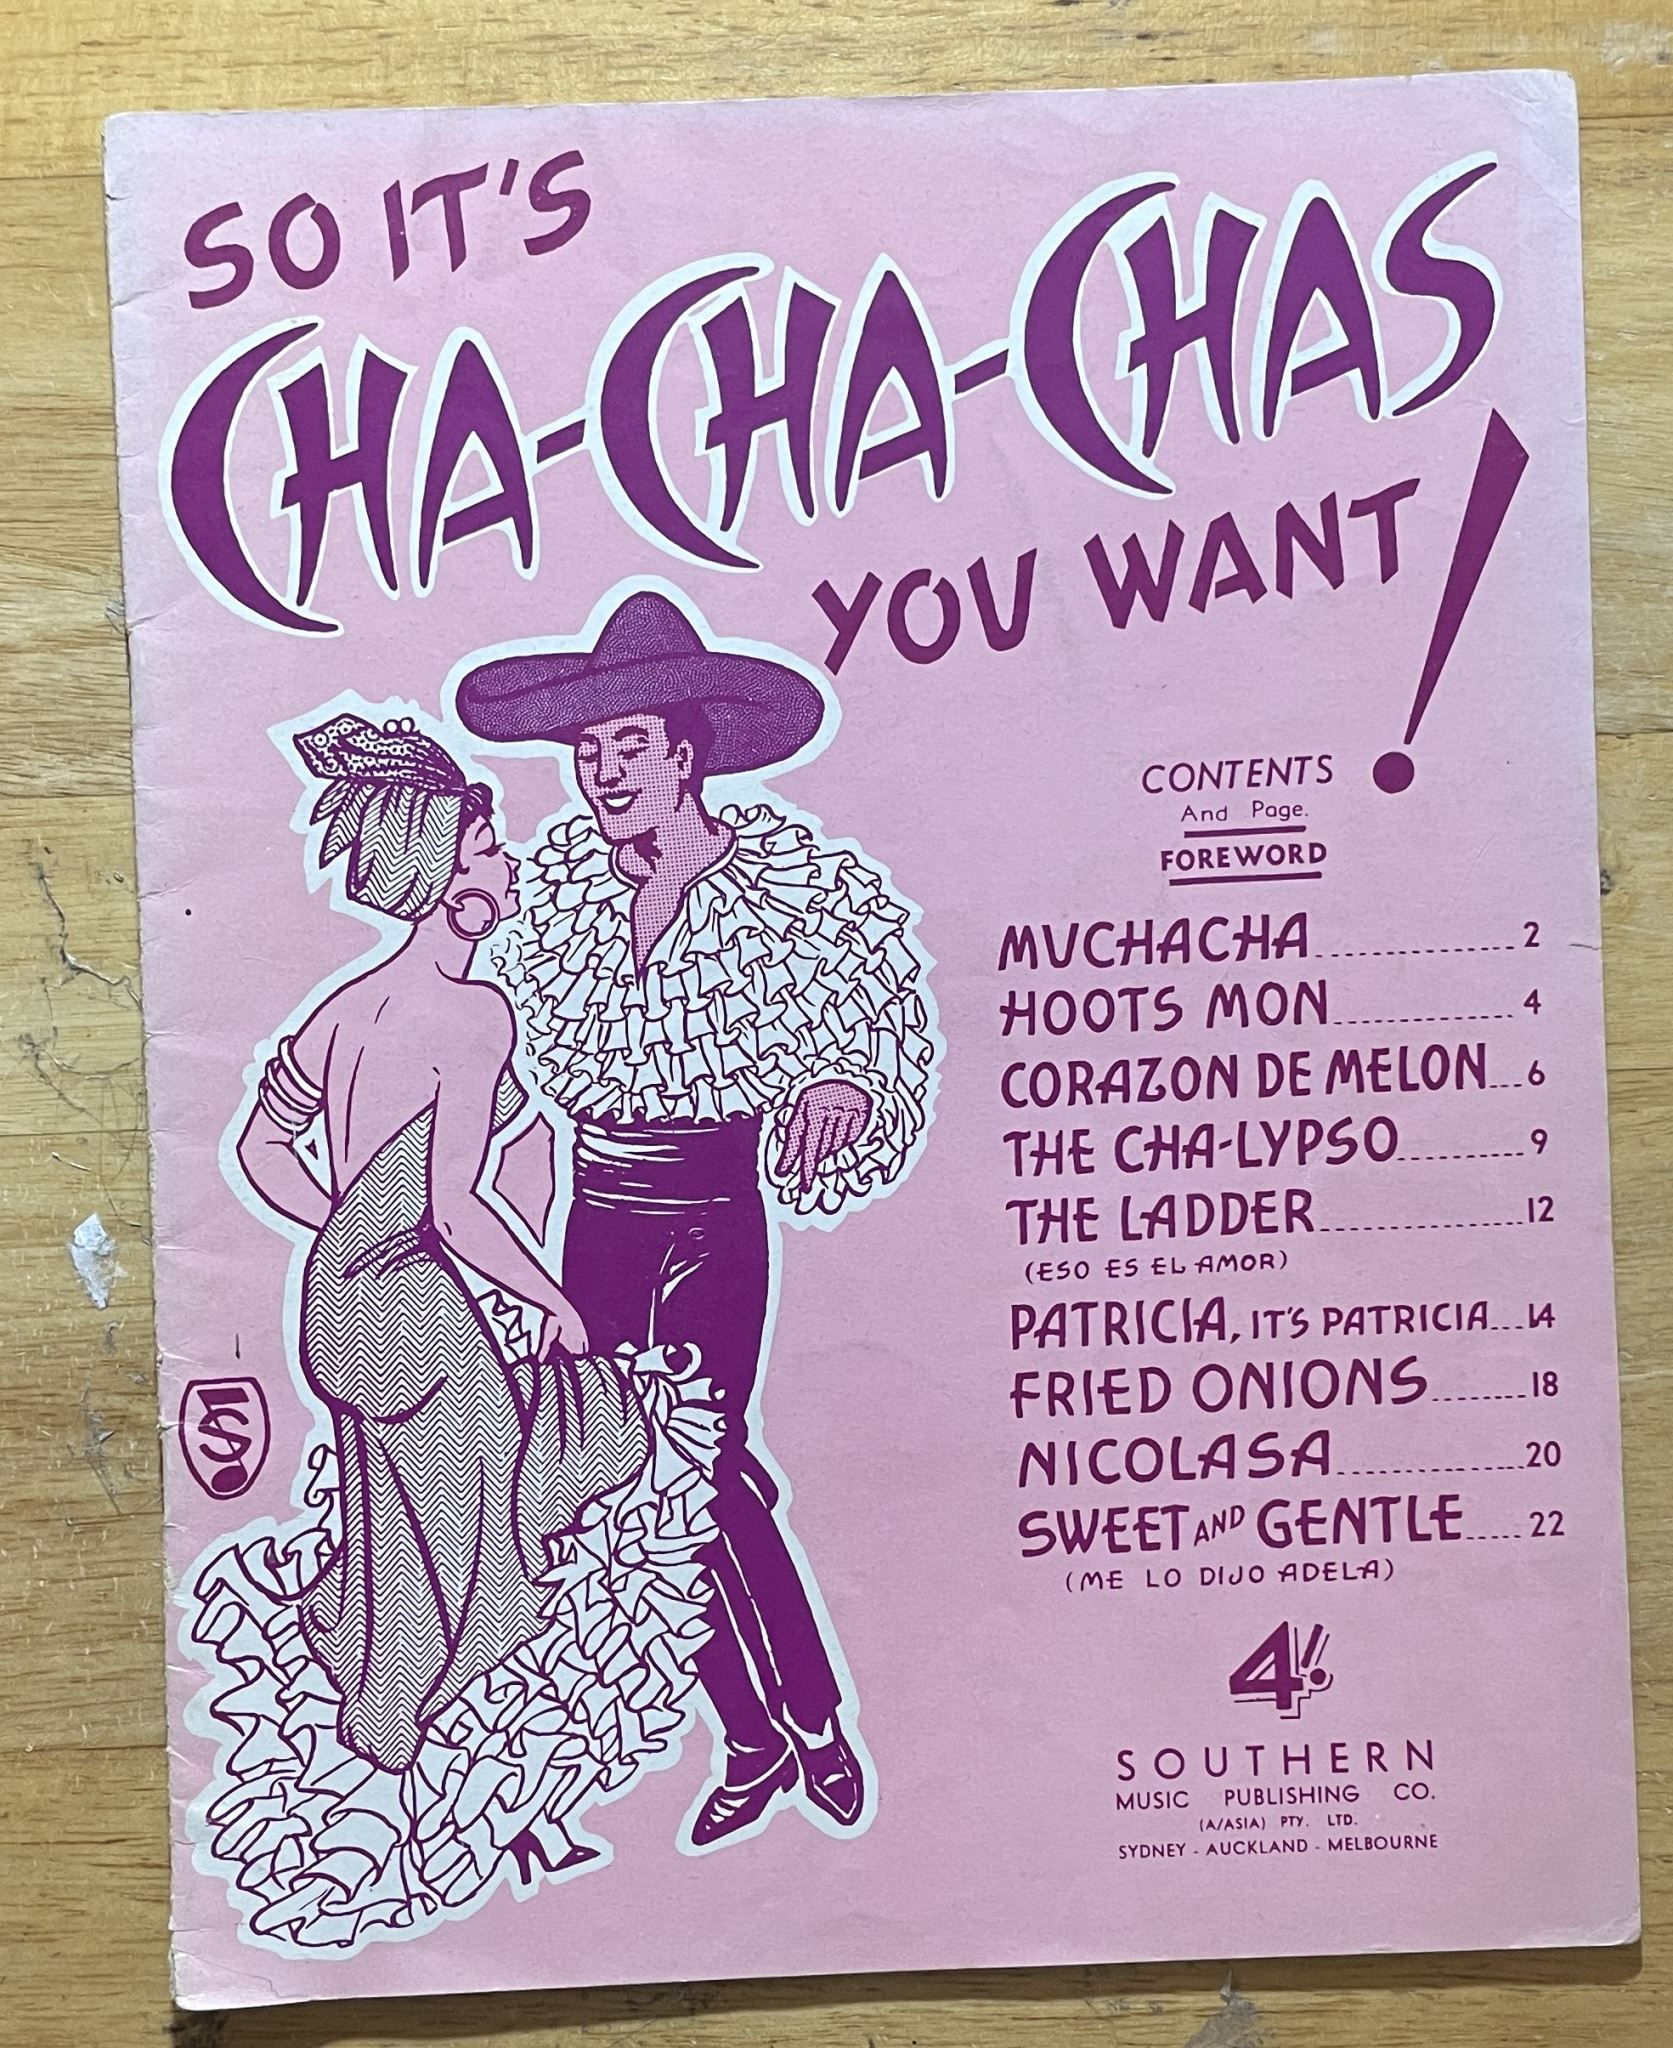 SO IT'S
CHA-CHA-CHAS
YOU WANT!
CONTENTS
And Page.
FOREWORD
MUCHACHA 2
HOOTS MON 4
CORAZON DE MELON 6
THE CHA-LYPSO 9
THE LADDER 12
(ESO ES EL AMOR)
PATRICIA, IT'S PATRICIA 14
FRIED ONIONS 18
NICOLASA 20
SWEET AND GENTLE 22
(ME LO DIJO ADELA)
4/!
SOUTHERN
MUSIC PUBLISHING CO.
(A/ASIA) PTY. LTD.
SYDNEY - AUCKLAND - MELBOURNE